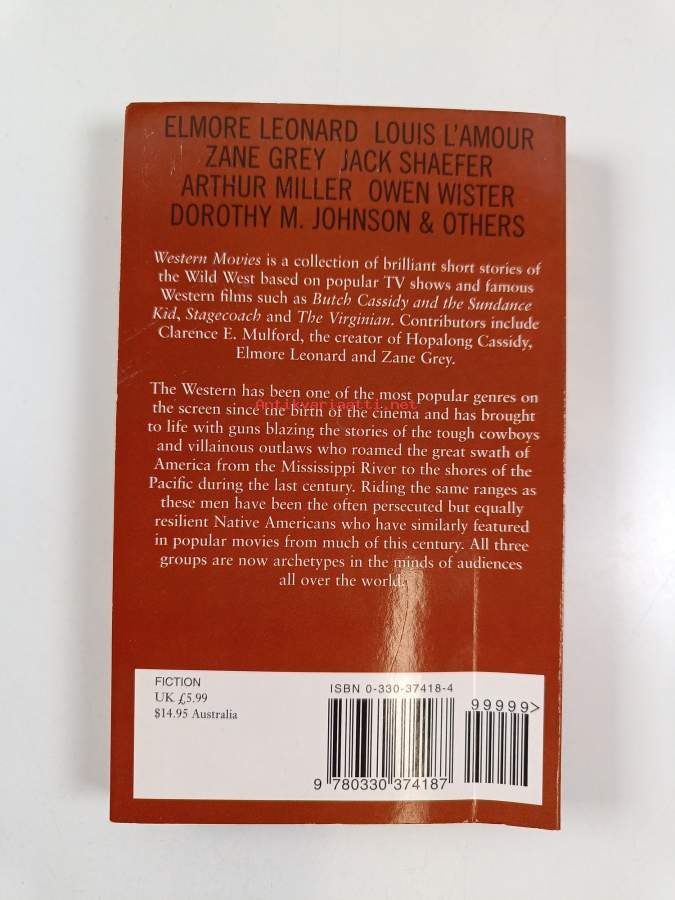 ELMORE LEONARD LOUIS L'AMOUR
ZANE GREY JACK SHAEFER
ARTHUR MILLER OWEN WISTER
DOROTHY M. JOHNSON & OTHERS
Western Movies is a collection of brilliant short stories of
the Wild West based on popular TV shows and famous
Western films such as Butch Cassidy and the Sundance
Kid, Stagecoach and The Virginian. Contributors include
Clarence E. Mulford, the creator of Hopalong Cassidy,
Elmore Leonard and Zane Grey.
The Western has been one of the most popular genres on
the screen since the birth of the cinema and has brought
to life with guns blazing the stories of the tough cowboys
and villainous outlaws who roamed the great swath of
America from the Mississippi River to the shores of the
Pacific during the last century. Riding the same ranges as
these men have been the often persecuted but equally
resilient Native Americans who have similarly featured
in popular movies from much of this century. All three
groups are now archetypes in the minds of audiences
all over the world.
Antikvariaatti.net
FICTION
UK £5.99
$14.95 Australia
ISBN 0-330-37418-4
99999>
9 780330 374187